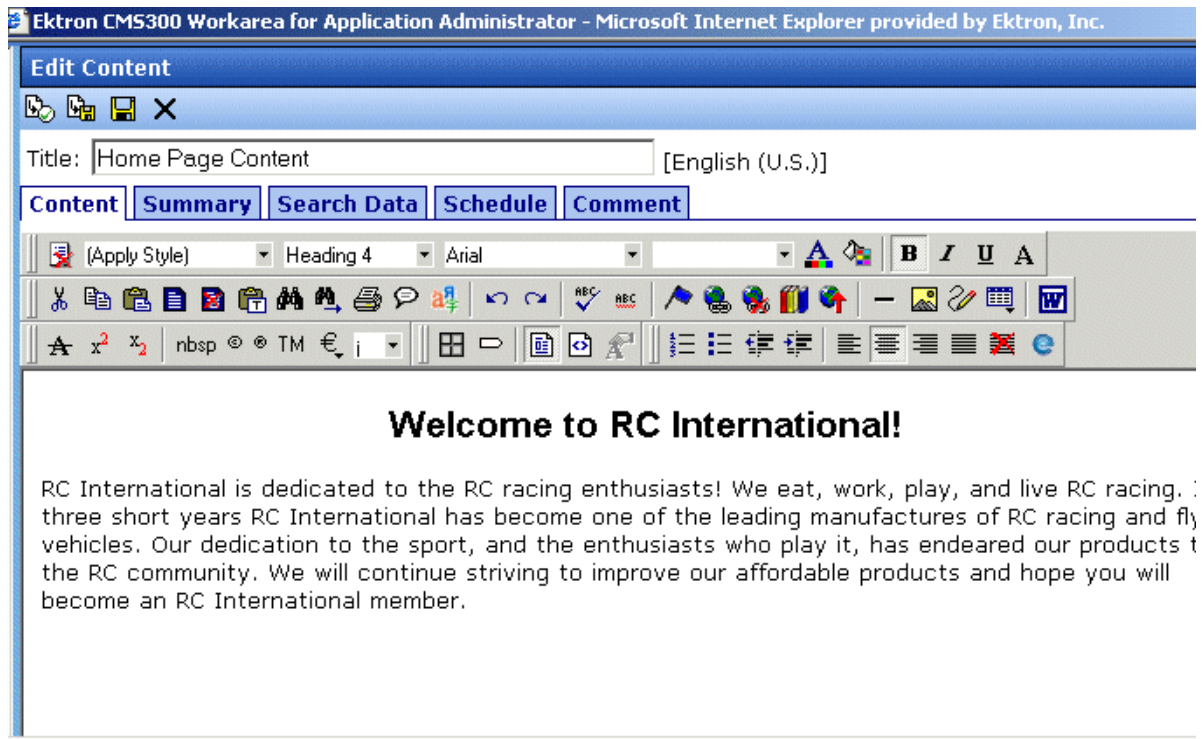 Ektron CMS300 Workarea for Application Administrator - Microsoft Internet Explorer provided by Ektron, Inc.
Edit Content
Title: Home Page Content [English (U.S.)]
Content Summary Search Data Schedule Comment
(Apply Style) Heading 4 Arial A B I U A
ABC ABC W
A x² x₂ nbsp © ® TM € ¡
Welcome to RC International!
RC International is dedicated to the RC racing enthusiasts! We eat, work, play, and live RC racing.
three short years RC International has become one of the leading manufactures of RC racing and fly
vehicles. Our dedication to the sport, and the enthusiasts who play it, has endeared our products t
the RC community. We will continue striving to improve our affordable products and hope you will
become an RC International member.